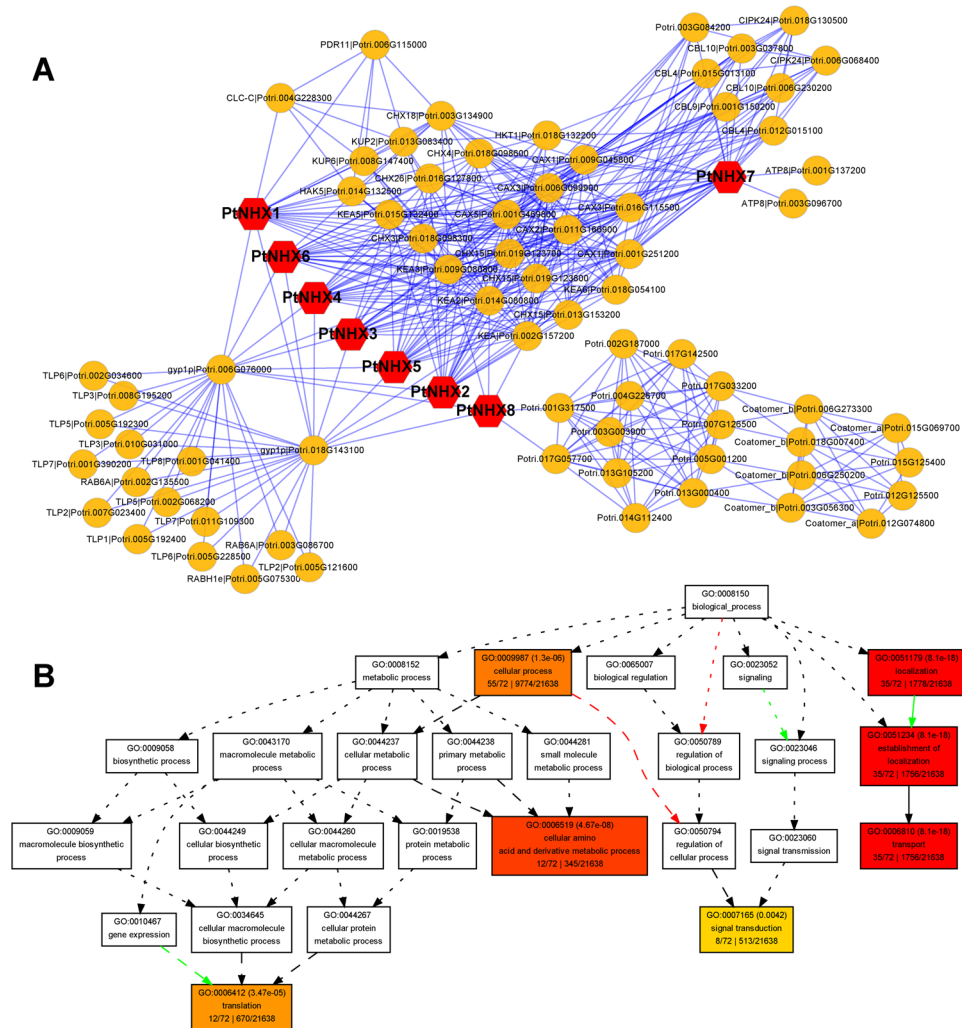 A
PDR11|Potri.006G115000
CLC-C|Potri.004G228300
CHX18|Potri.003G134900
KUP2|Potri.013G083400
KUP6|Potri.008G147400
CHX4|Potri.018G098600
CHX26|Potri.016G127800
HAK5|Potri.014G132500
KEA5|Potri.015G132400
CHX3|Potri.018G098300
Potri.003G084200
CIPK24|Potri.018G130500
CBL10|Potri.003G037800
CIPK24|Potri.006G068400
CBL4|Potri.015G013100
CBL10|Potri.006G230200
CBL9|Potri.001G150200
CBL4|Potri.012G015100
HKT1|Potri.018G132200
CAX1|Potri.009G045800
CAX3|Potri.006G099900
CAX3|Potri.016G115500
CAX5|Potri.001G469800
CAX2|Potri.011G166900
CHX15|Potri.019G123700
CAX1|Potri.001G251200
KEA3|Potri.009G080800
CHX15|Potri.019G123800
KEA6|Potri.018G054100
KEA2|Potri.014G080800
CHX15|Potri.013G153200
KEA|Potri.002G157200
ATP8|Potri.001G137200
ATP8|Potri.003G096700
PtNHX7
PtNHX1
PtNHX6
PtNHX4
PtNHX3
PtNHX5
PtNHX2
PtNHX8
gyp1p|Potri.006G076000
gyp1p|Potri.018G143100
TLP6|Potri.002G034600
TLP3|Potri.008G195200
TLP5|Potri.005G192300
TLP3|Potri.010G031000
TLP7|Potri.001G390200
TLP8|Potri.001G041400
RAB6A|Potri.002G135500
TLP5|Potri.002G068200
TLP2|Potri.007G023400
TLP7|Potri.011G109300
TLP1|Potri.005G192400
RAB6A|Potri.003G086700
TLP6|Potri.005G228500
TLP2|Potri.005G121600
RABH1e|Potri.005G075300
Potri.002G187000
Potri.017G142500
Potri.017G033200
Potri.004G226700
Potri.001G317500
Potri.007G126500
Potri.003G003900
Potri.017G057700
Potri.005G001200
Potri.013G105200
Potri.013G000400
Potri.014G112400
Coatomer_b|Potri.006G273300
Coatomer_a|Potri.015G069700
Coatomer_b|Potri.018G007400
Potri.015G125400
Coatomer_b|Potri.006G250200
Potri.012G125500
Coatomer_b|Potri.003G056300
Coatomer_a|Potri.012G074800
B
GO:0008150
biological_process
GO:0008152
metabolic process
GO:0009987 (1.3e-06)
cellular process
55/72 | 9774/21638
GO:0065007
biological regulation
GO:0023052
signaling
GO:0051179 (8.1e-18)
localization
35/72 | 1778/21638
GO:0009058
biosynthetic process
GO:0043170
macromolecule metabolic
process
GO:0044237
cellular metabolic
process
GO:0044238
primary metabolic
process
GO:0044281
small molecule
metabolic process
GO:0050789
regulation of
biological process
GO:0023046
signaling process
GO:0051234 (8.1e-18)
establishment of
localization
35/72 | 1756/21638
GO:0009059
macromolecule biosynthetic
process
GO:0044249
cellular biosynthetic
process
GO:0044260
cellular macromolecule
metabolic process
GO:0019538
protein metabolic
process
GO:0006519 (4.67e-08)
cellular amino
acid and derivative metabolic process
12/72 | 345/21638
GO:0050794
regulation of
cellular process
GO:0023060
signal transmission
GO:0006810 (8.1e-18)
transport
35/72 | 1756/21638
GO:0010467
gene expression
GO:0034645
cellular macromolecule
biosynthetic process
GO:0044267
cellular protein
metabolic process
GO:0007165 (0.0042)
signal transduction
8/72 | 513/21638
GO:0006412 (3.47e-05)
translation
12/72 | 670/21638